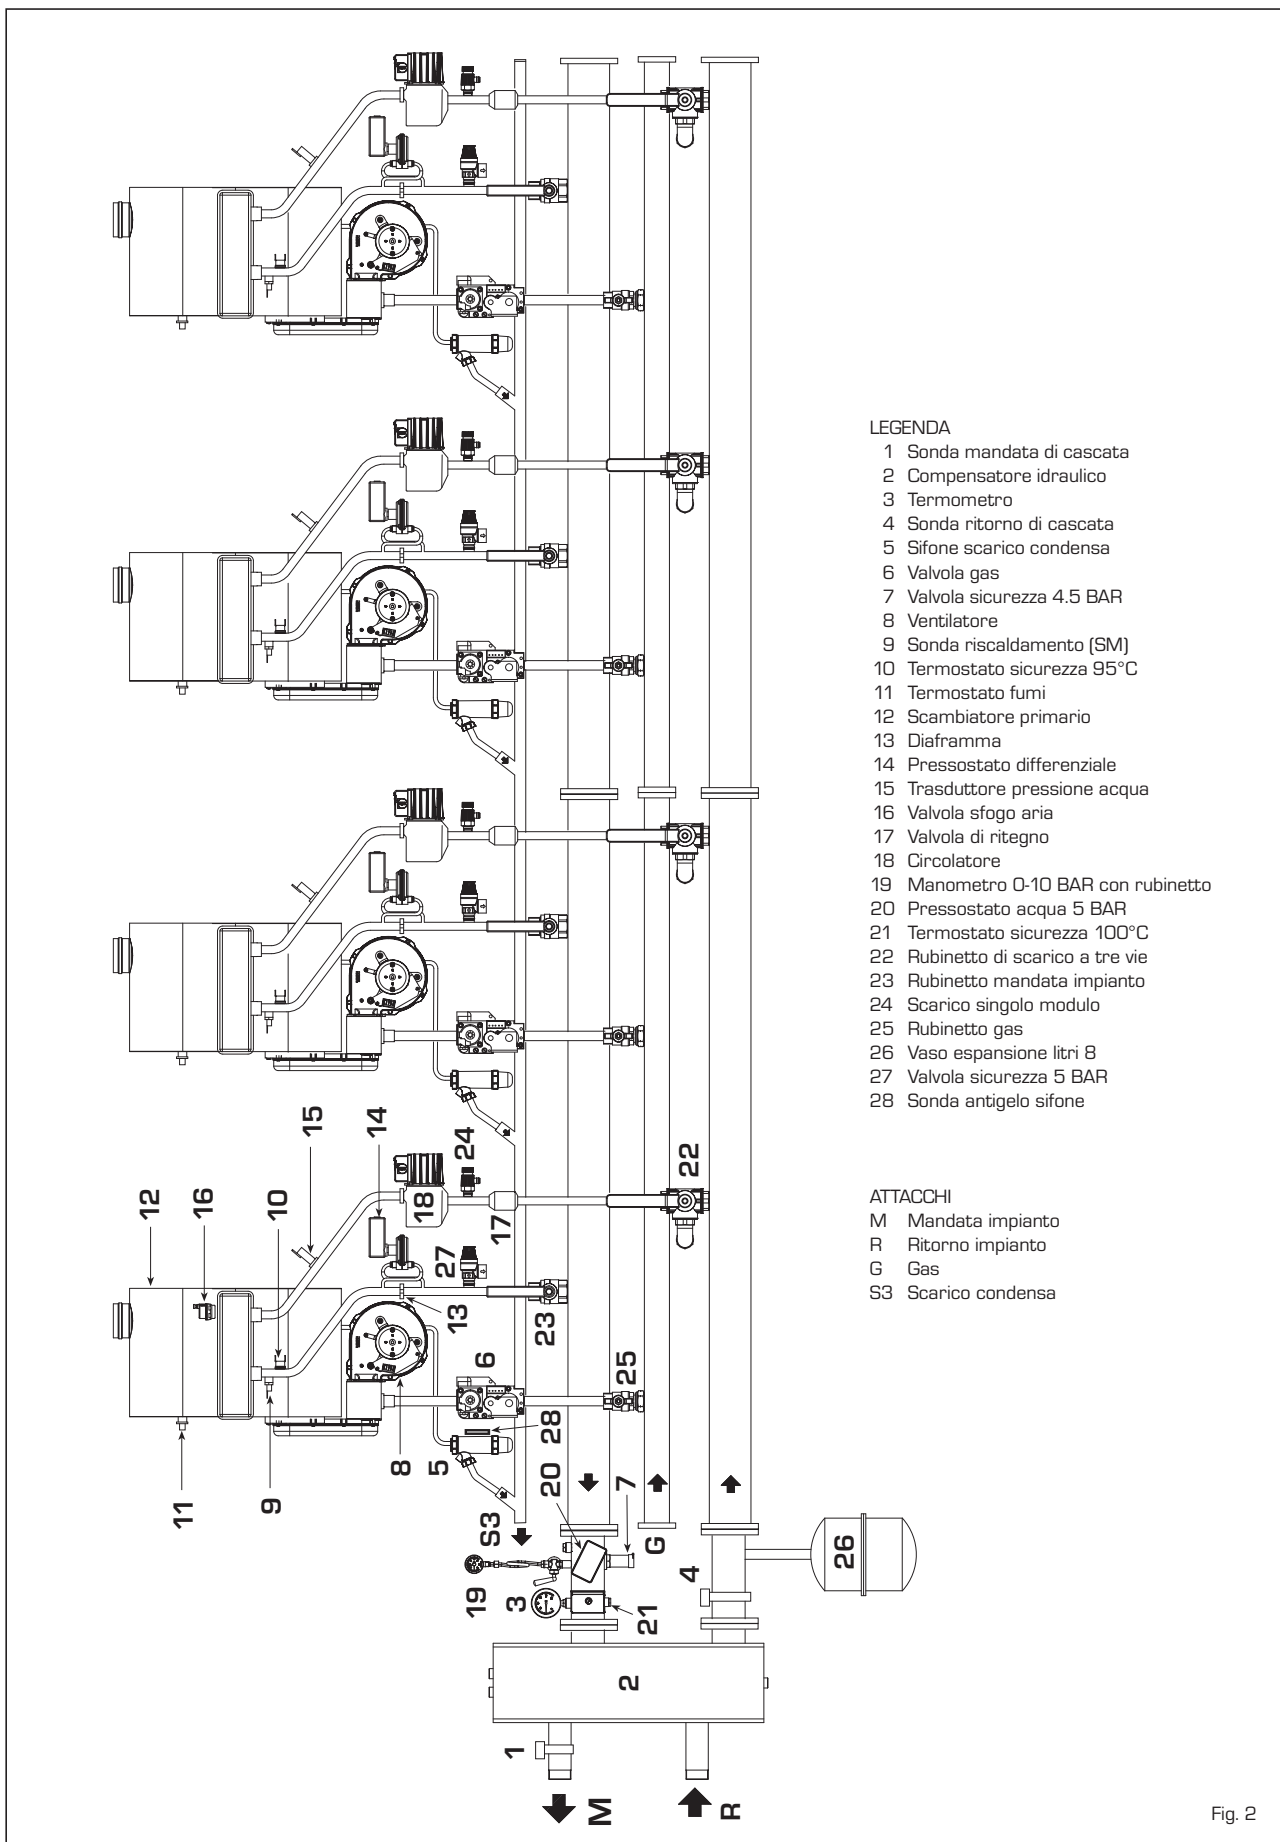 12
16
10
15
14
24
22
18
17
27
13
23
6
25
28
11
9
8
5
20
7
S3
G
19
3
21
4
26
2
1
M
R
LEGENDA
1 Sonda mandata di cascata
2 Compensatore idraulico
3 Termometro
4 Sonda ritorno di cascata
5 Sifone scarico condensa
6 Valvola gas
7 Valvola sicurezza 4.5 BAR
8 Ventilatore
9 Sonda riscaldamento (SM)
10 Termostato sicurezza 95°C
11 Termostato fumi
12 Scambiatore primario
13 Diaframma
14 Pressostato differenziale
15 Trasduttore pressione acqua
16 Valvola sfogo aria
17 Valvola di ritegno
18 Circolatore
19 Manometro 0-10 BAR con rubinetto
20 Pressostato acqua 5 BAR
21 Termostato sicurezza 100°C
22 Rubinetto di scarico a tre vie
23 Rubinetto mandata impianto
24 Scarico singolo modulo
25 Rubinetto gas
26 Vaso espansione litri 8
27 Valvola sicurezza 5 BAR
28 Sonda antigelo sifone
ATTACCHI
M Mandata impianto
R Ritorno impianto
G Gas
S3 Scarico condensa
Fig. 2